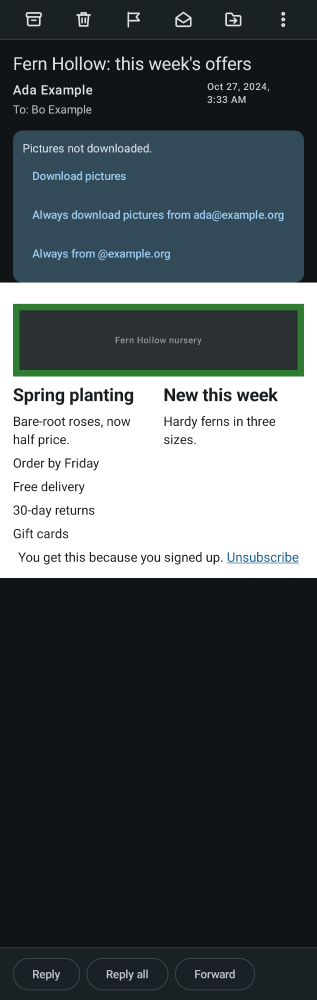 Fern Hollow: this week's offers
Ada Example
Oct 27, 2024,
3:33 AM
To: Bo Example
Pictures not downloaded.
Download pictures
Always download pictures from ada@example.org
Always from @example.org
Fern Hollow nursery
Spring planting
Bare-root roses, now
half price.
New this week
Hardy ferns in three
sizes.
Order by Friday
Free delivery
30-day returns
Gift cards
You get this because you signed up. Unsubscribe
Reply
Reply all
Forward